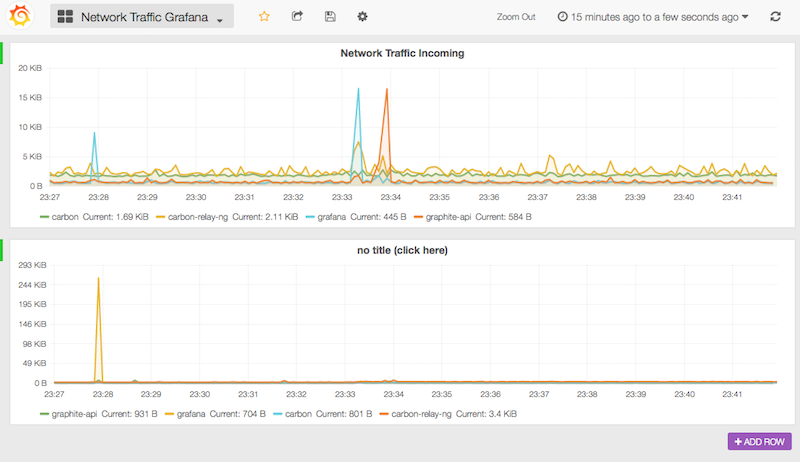 Network Traffic Grafana
Zoom Out
15 minutes ago to a few seconds ago
Network Traffic Incoming
20 KiB
15 KiB
10 KiB
5 KiB
0 B
23:27 23:28 23:29 23:30 23:31 23:32 23:33 23:34 23:35 23:36 23:37 23:38 23:39 23:40 23:41
carbon Current: 1.69 KiB carbon-relay-ng Current: 2.11 KiB grafana Current: 445 B graphite-api Current: 584 B
no title (click here)
293 KiB
244 KiB
195 KiB
146 KiB
98 KiB
49 KiB
0 B
23:27 23:28 23:29 23:30 23:31 23:32 23:33 23:34 23:35 23:36 23:37 23:38 23:39 23:40 23:41
graphite-api Current: 931 B grafana Current: 704 B carbon Current: 801 B carbon-relay-ng Current: 3.4 KiB
+ ADD ROW